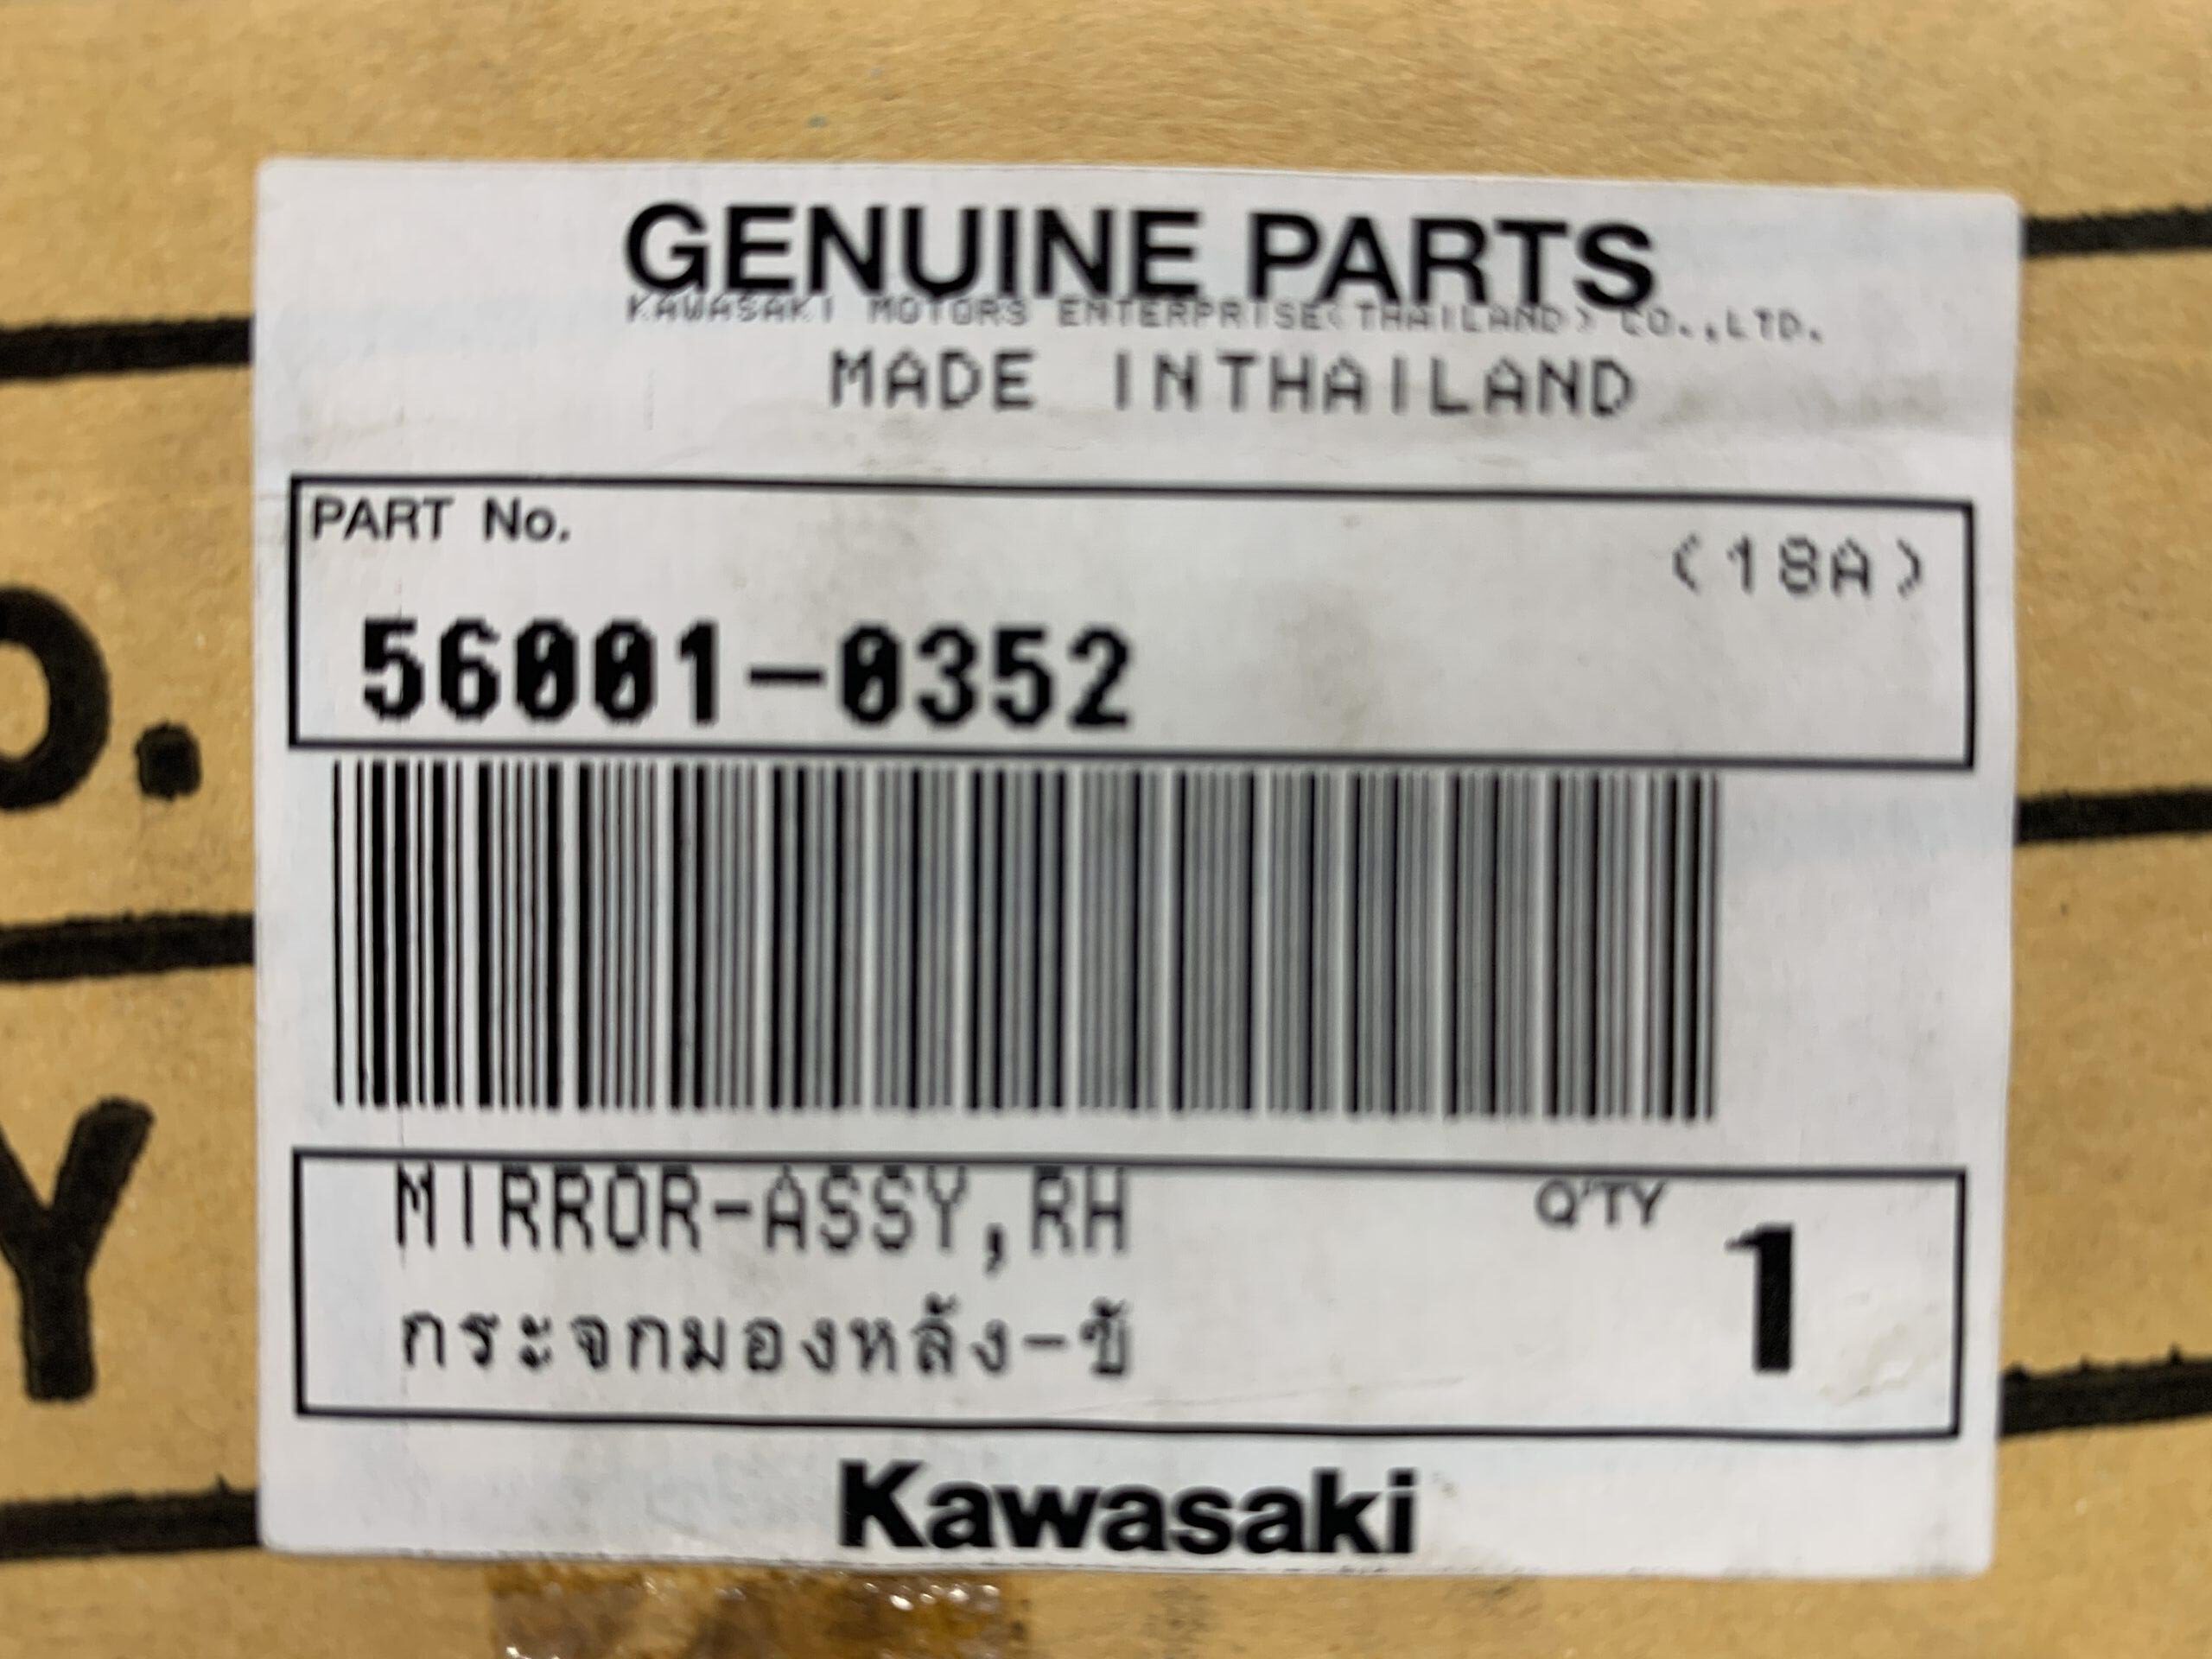 GENUINE PARTS
KAWASAKI MOTORS ENTERPRISE(THAILAND) CO.,LTD.
MADE INTHAILAND
PART No.
(18A)
56001-0352
O.
MIRROR-ASSY,RH
Q'TY
1
กระจกมองหลัง-ข้
Y
Kawasaki